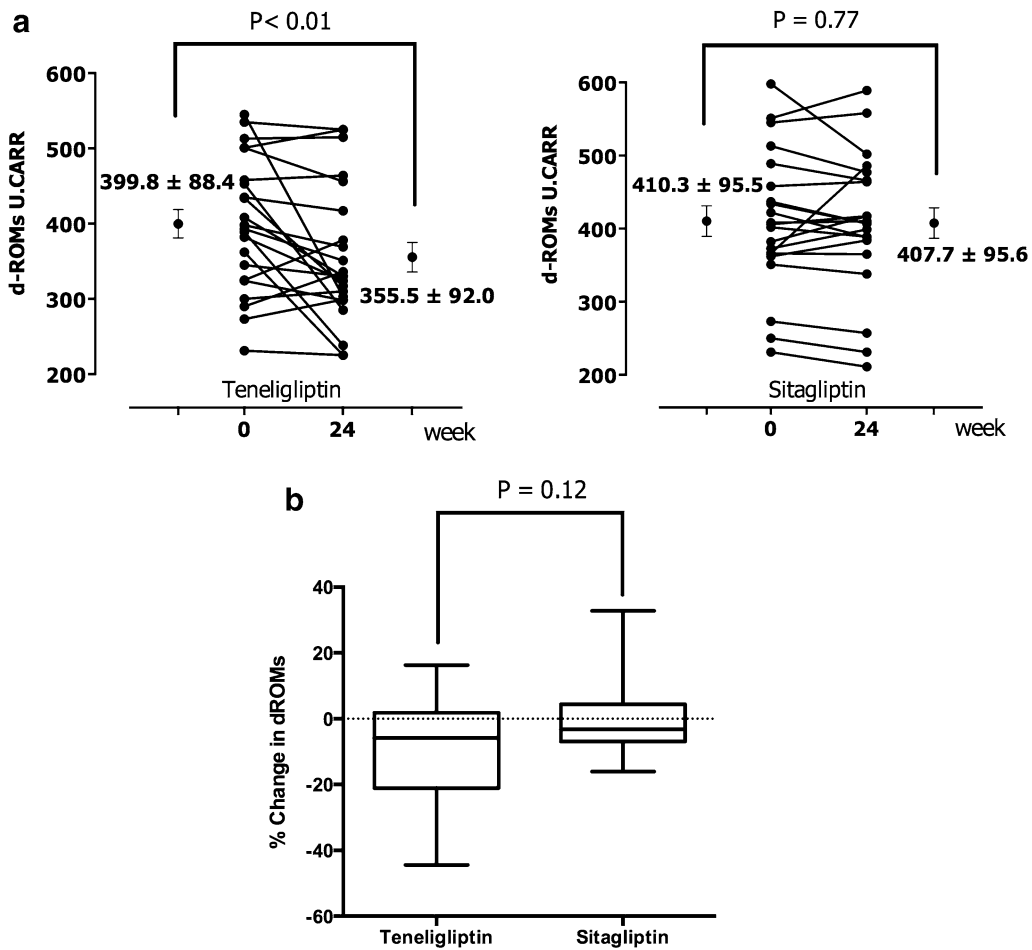 a
P< 0.01
600
500
400
300
200
d-ROMs U.CARR
399.8 ± 88.4
355.5 ± 92.0
Teneligliptin
0 24 week
P = 0.77
600
500
400
300
200
d-ROMs U.CARR
410.3 ± 95.5
407.7 ± 95.6
Sitagliptin
0 24 week
b
P = 0.12
40
20
0
-20
-40
-60
% Change in dROMs
Teneligliptin Sitagliptin